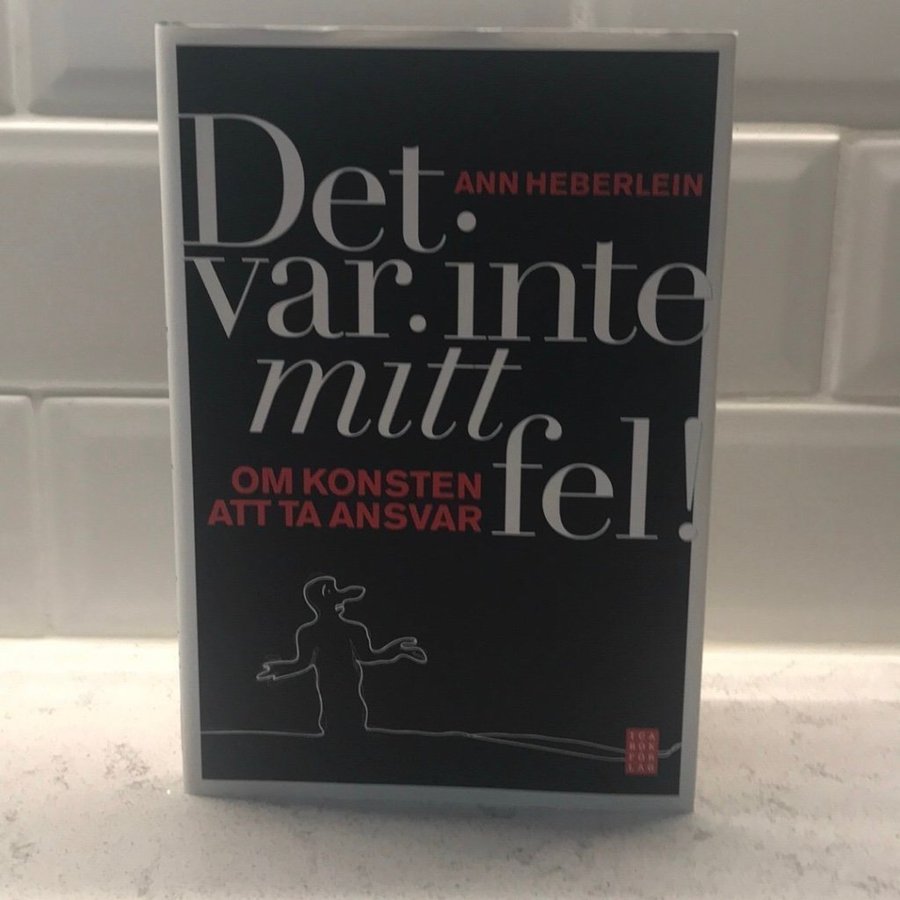 Det
ANN HEBERLEIN
var inte
mitt
fel!
OM KONSTEN
ATT TA ANSVAR
ICA
BOK
FÖR
LAG